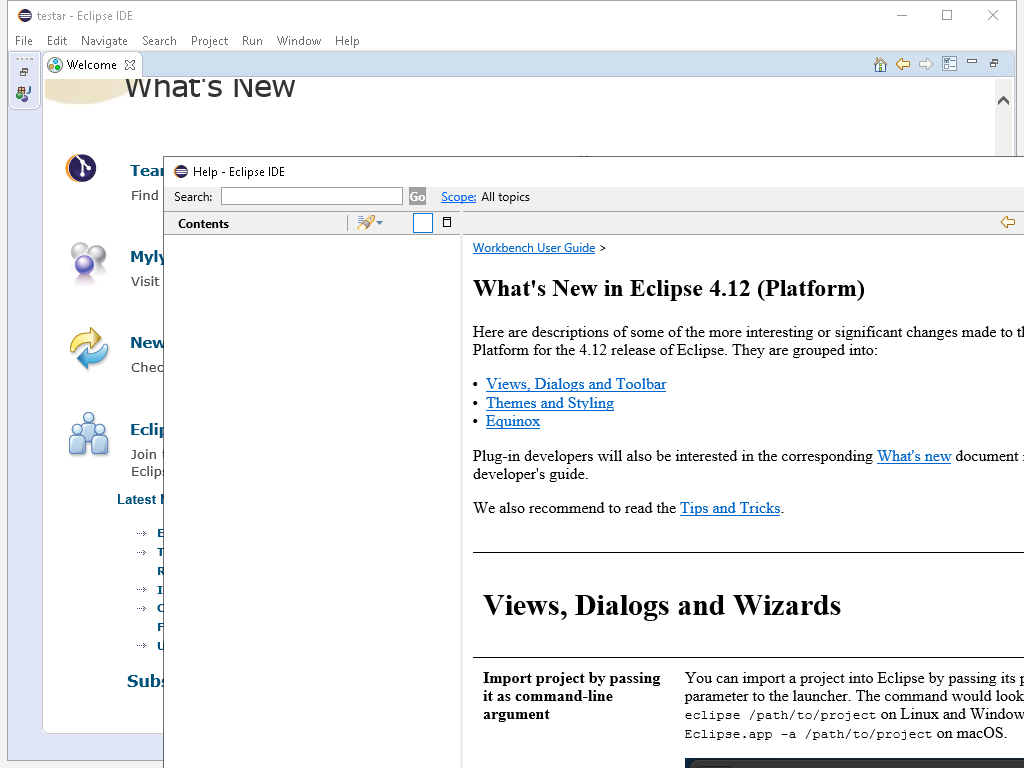 testar - Eclipse IDE
File Edit Navigate Search Project Run Window Help
Welcome
What's New
Find
Visit
New
Join
Latest
Help - Eclipse IDE
Search: Go Scope: All topics
Contents
Workbench User Guide >
What's New in Eclipse 4.12 (Platform)
Here are descriptions of some of the more interesting or significant changes made to
Platform for the 4.12 release of Eclipse. They are grouped into:
• Views, Dialogs and Toolbar
• Themes and Styling
• Equinox
Plug-in developers will also be interested in the corresponding What's new document
developer's guide.
We also recommend to read the Tips and Tricks.
Views, Dialogs and Wizards
Import project by passing
it as command-line
argument
You can import a project into Eclipse by passing its
parameter to the launcher. The command would look
eclipse /path/to/project on Linux and Window
Eclipse.app -a /path/to/project on macOS.